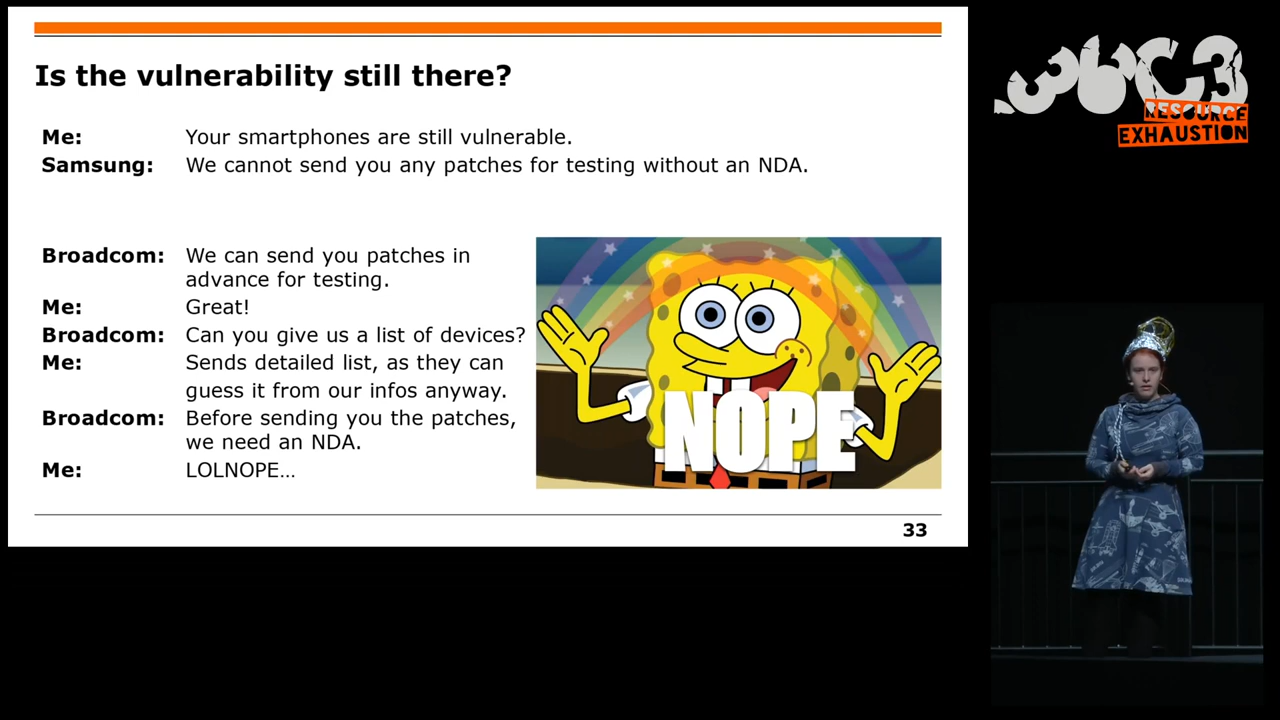 Is the vulnerability still there?
Me: Your smartphones are still vulnerable.
Samsung: We cannot send you any patches for testing without an NDA.
Broadcom: We can send you patches in
advance for testing.
Me: Great!
Broadcom: Can you give us a list of devices?
Me: Sends detailed list, as they can
guess it from our infos anyway.
Broadcom: Before sending you the patches,
we need an NDA.
Me: LOLNOPE...
NOPE
33
36C3
RESOURCE
EXHAUSTION